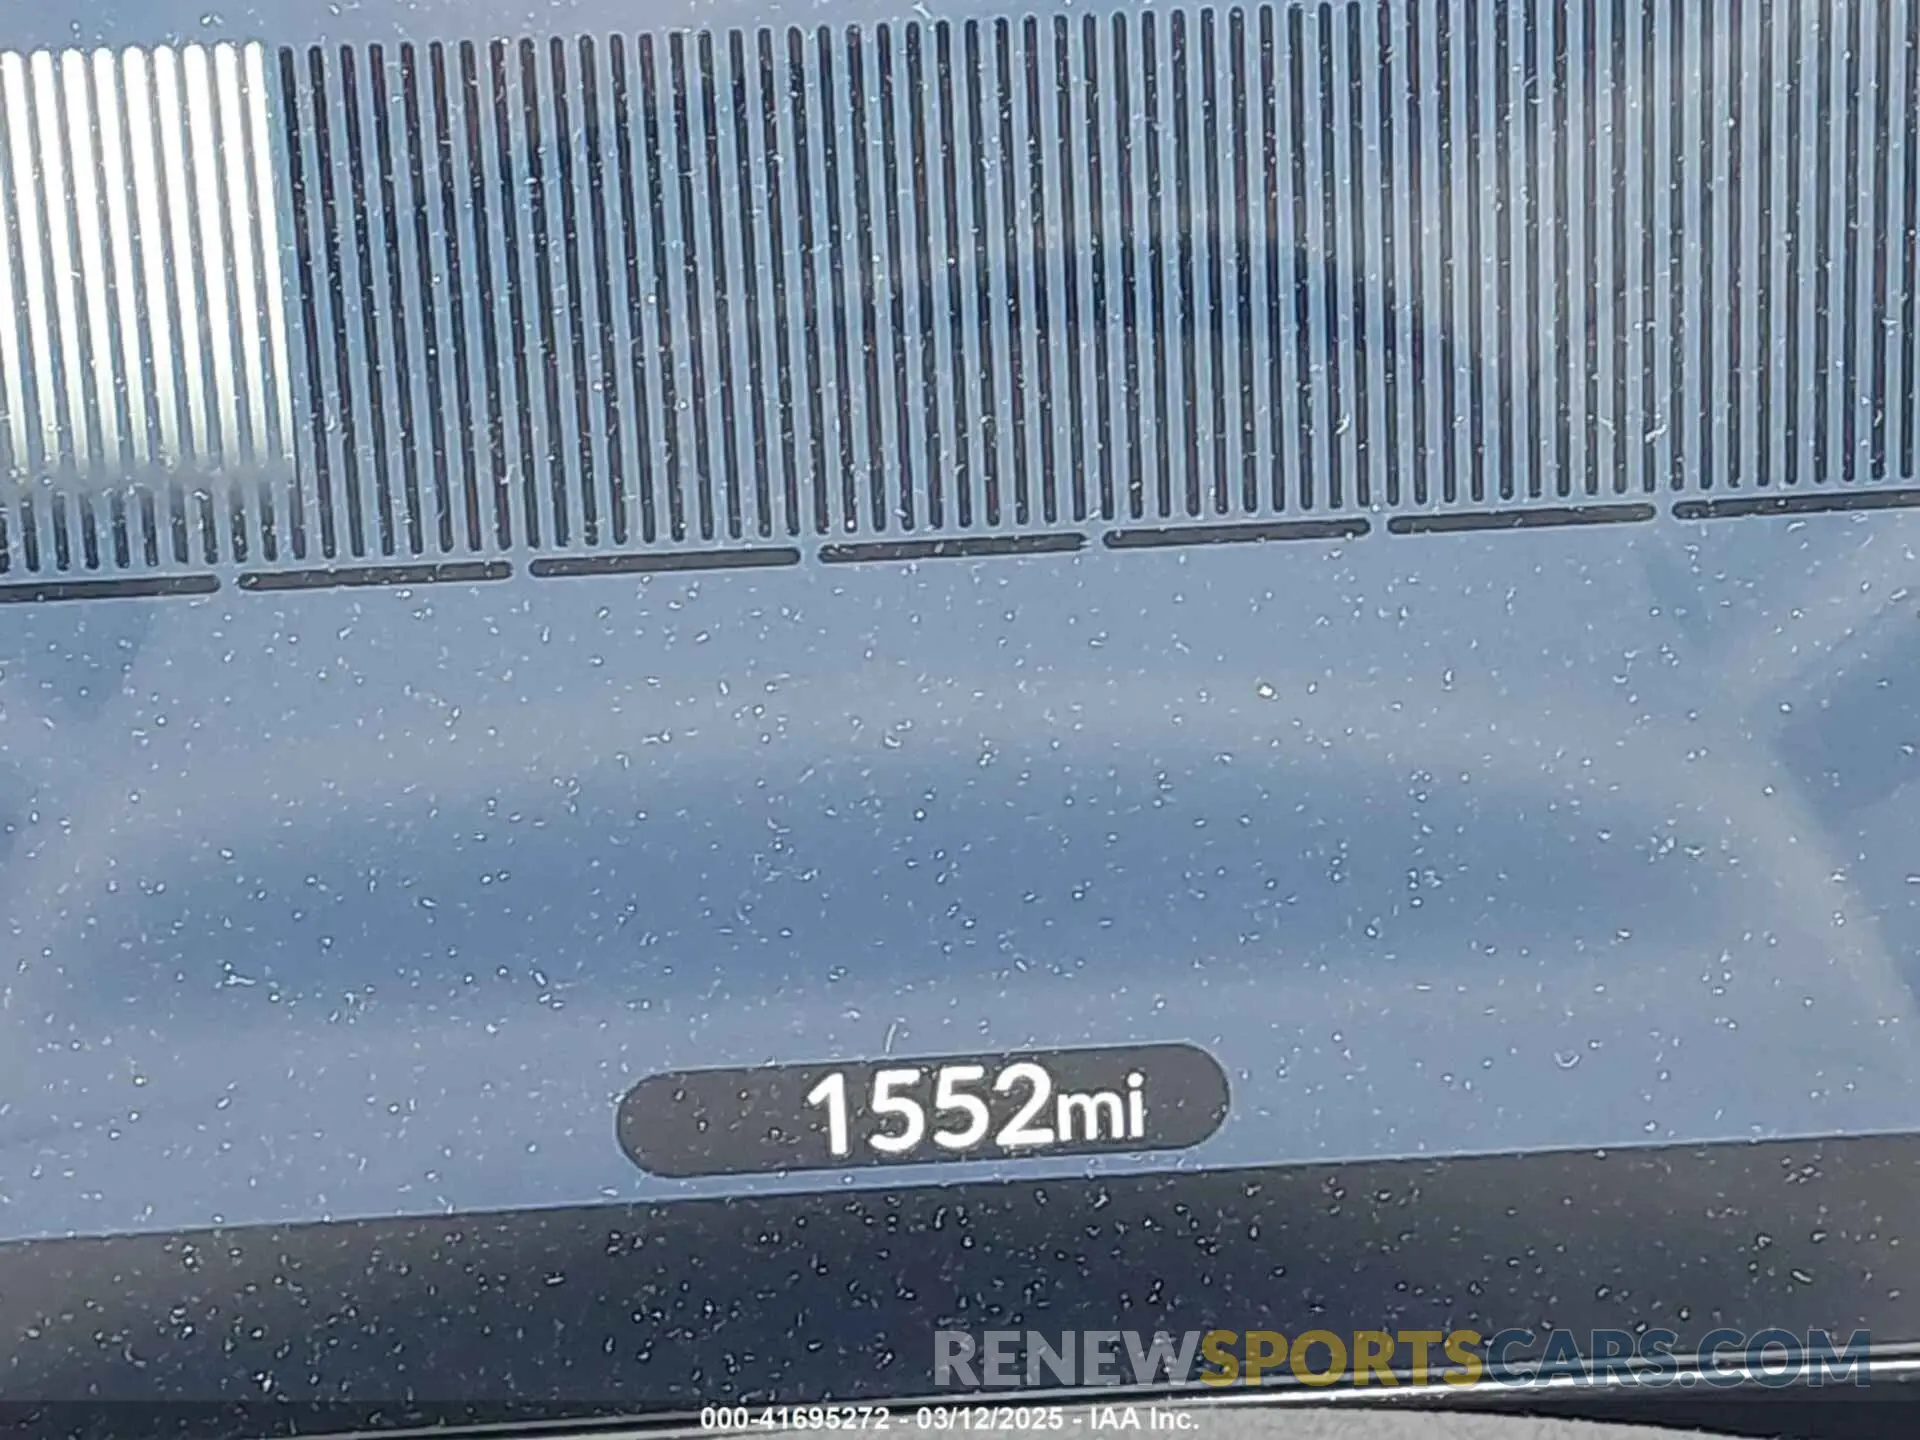 1552mi
RENEWSPORTSCARS.COM
000-41695272 - 03/12/2025 - IAA Inc.